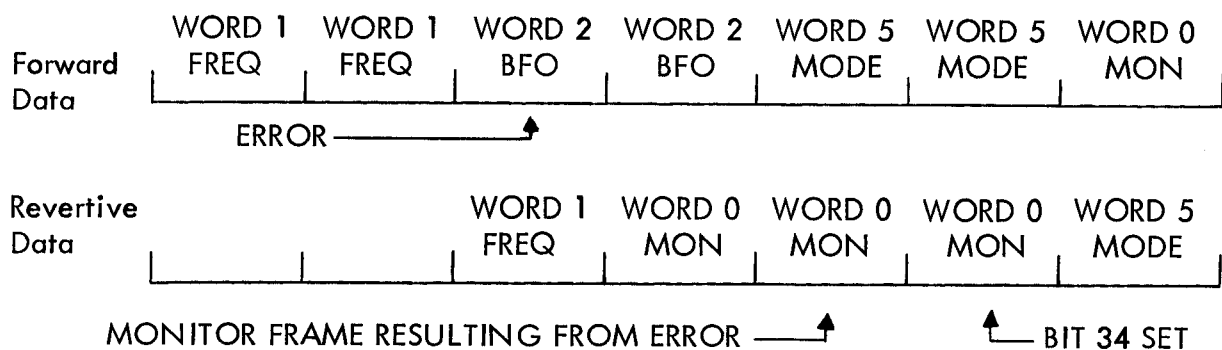 WORD 1 WORD 1 WORD 2 WORD 2 WORD 5 WORD 5 WORD 0
Forward FREQ FREQ BFO BFO MODE MODE MON
Data
ERROR
Revertive WORD 1 WORD 0 WORD 0 WORD 0 WORD 5
Data FREQ MON MON MON MODE
MONITOR FRAME RESULTING FROM ERROR BIT 34 SET